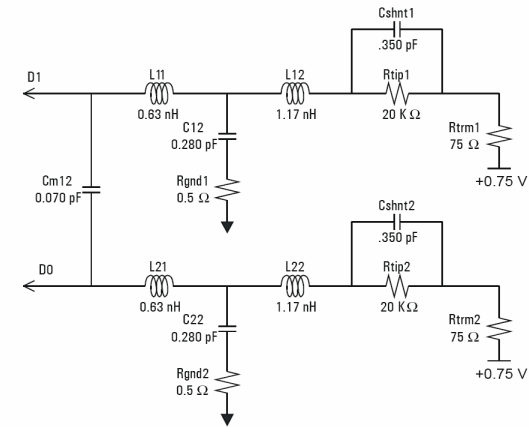 Cshnt1
.350 pF
D1
L11
L12
Rtip1
0.63 nH
1.17 nH
20 K Ω
C12
0.280 pF
Rtrm1
75 Ω
Rgnd1
0.5 Ω
+0.75 V
Cm12
0.070 pF
Cshnt2
.350 pF
D0
L21
L22
Rtip2
0.63 nH
1.17 nH
20 KΩ
C22
0.280 pF
Rtrm2
75 Ω
Rgnd2
0.5 Ω
+0.75 V